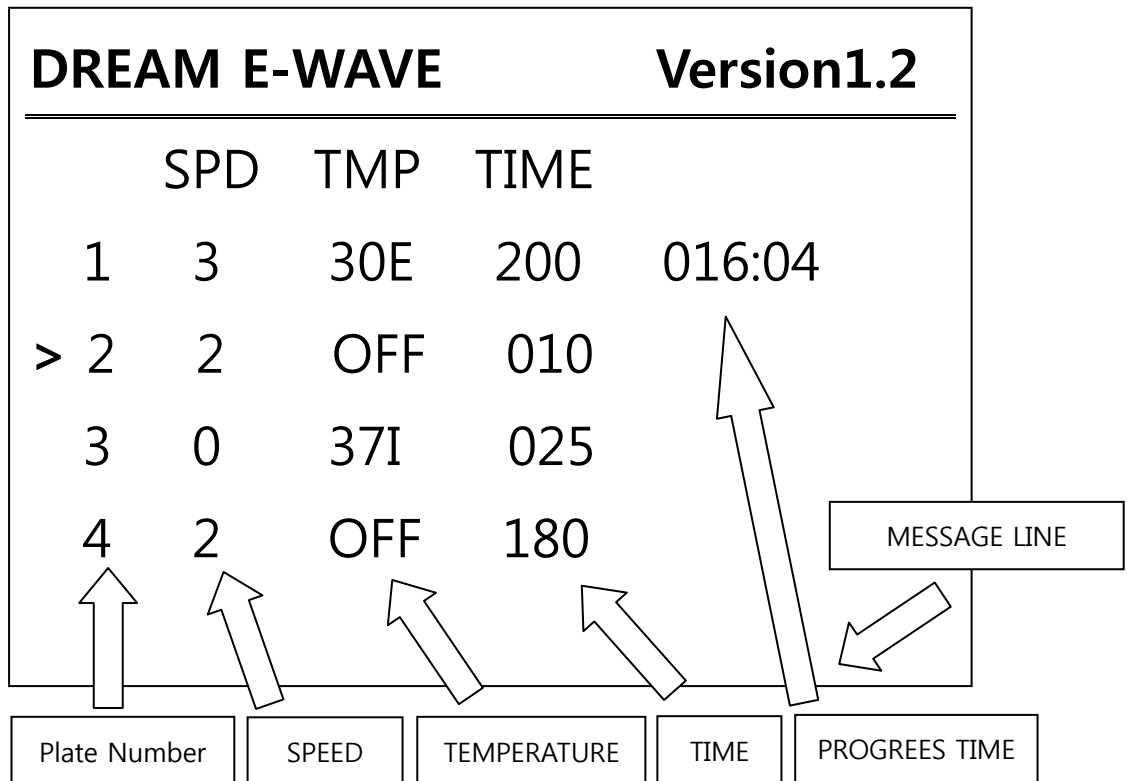 DREAM E-WAVE Version1.2
SPD TMP TIME
1 3 30E 200 016:04
> 2 2 OFF 010
3 0 37I 025
4 2 OFF 180
MESSAGE LINE
Plate Number SPEED TEMPERATURE TIME PROGREES TIME